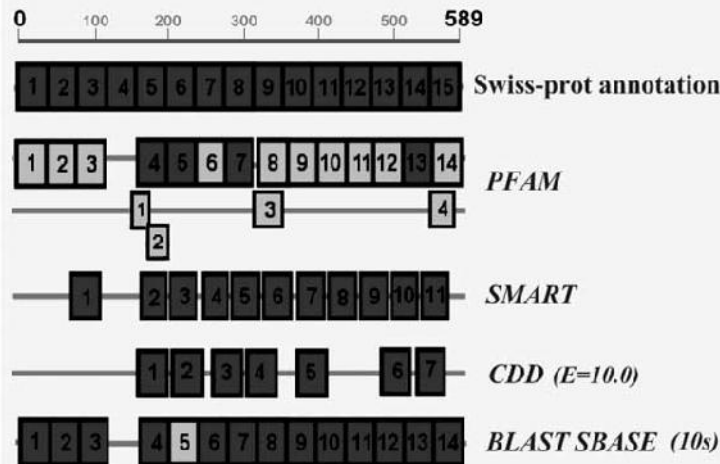 0 100 200 300 400 500 589
1 2 3 4 5 6 7 8 9 10 11 12 13 14 15 Swiss-prot annotation
1 2 3 4 5 6 7 8 9 10 11 12 13 14
PFAM
1 3 4
2
1 2 3 4 5 6 7 8 9 10 11 SMART
1 2 3 4 5 6 7 CDD (E=10.0)
1 2 3 4 5 6 7 8 9 10 11 12 13 14 BLAST SBASE (10s)